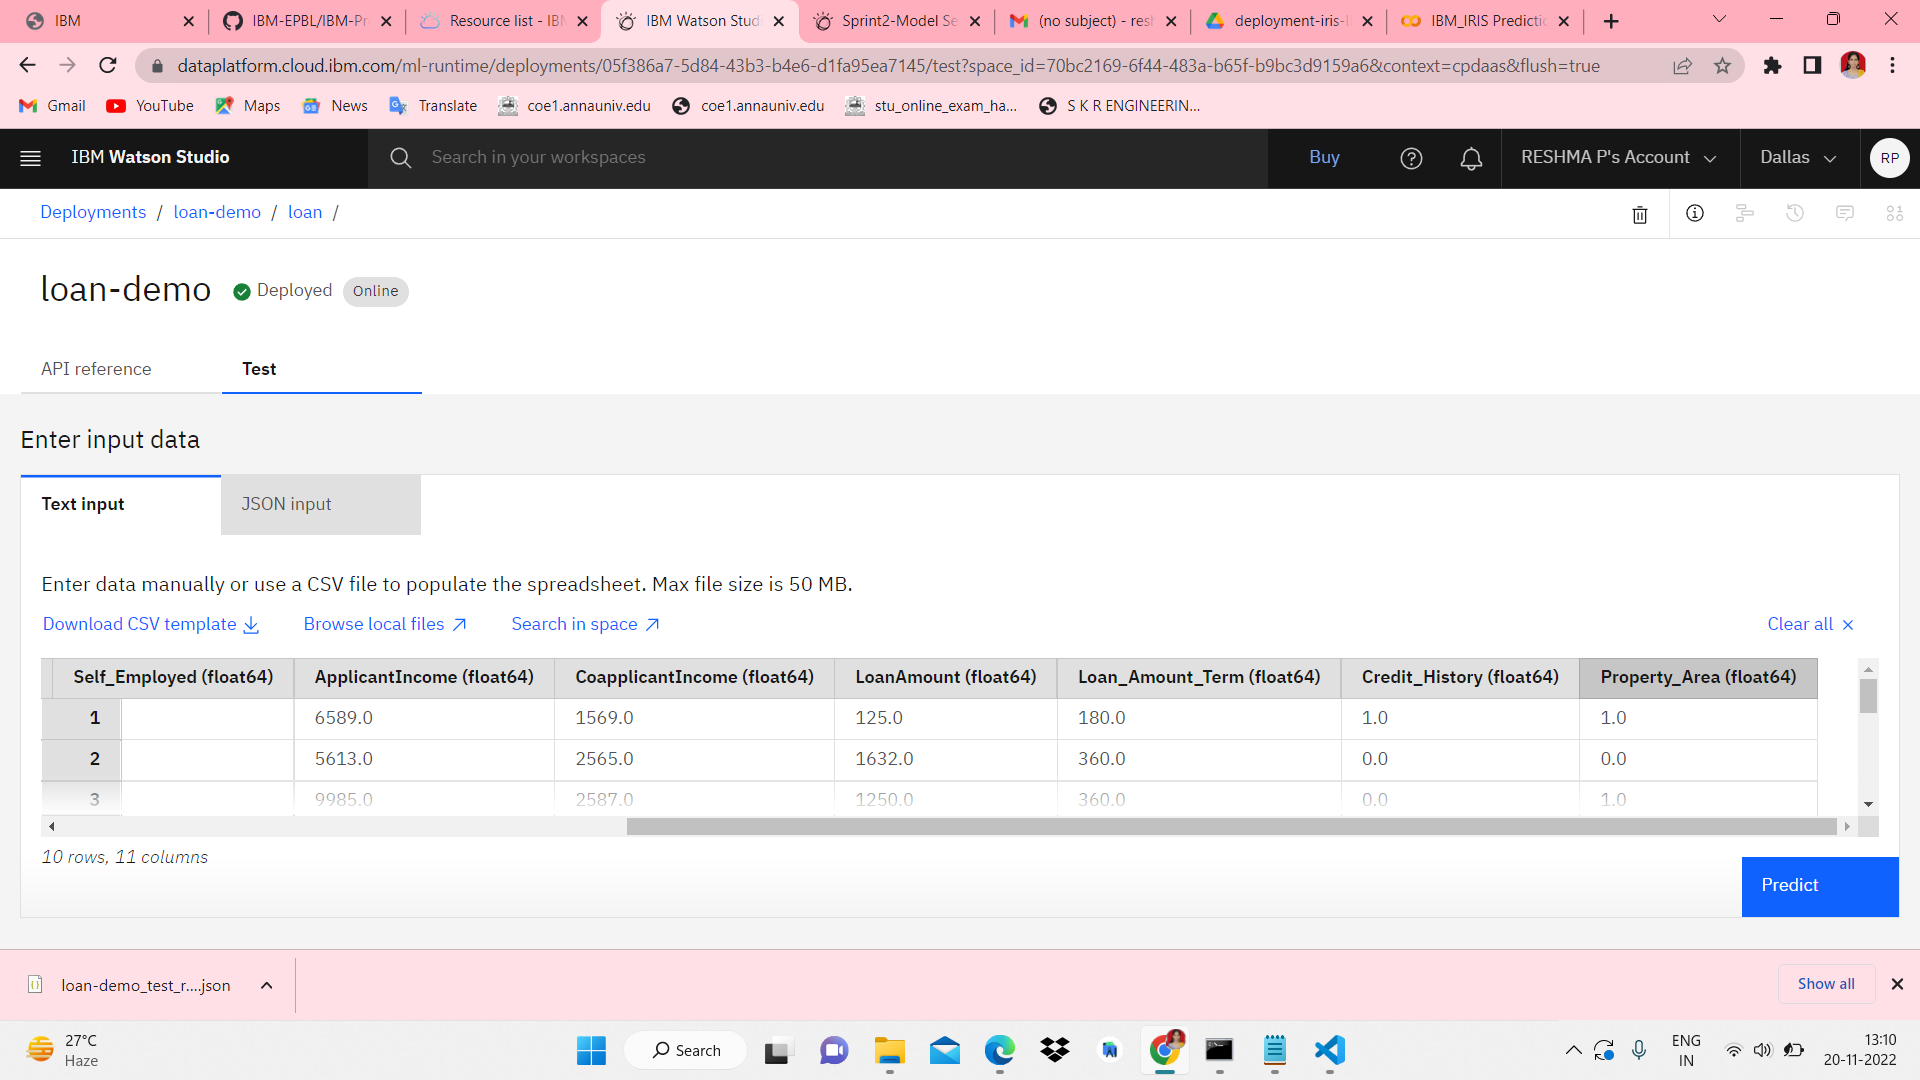 IBM
IBM-EPBL/IBM-Pr
Resource list - IBM
IBM Watson Studi
Sprint2-Model Se
(no subject) - resh
deployment-iris-l
IBM_IRIS Predictio
dataplatform.cloud.ibm.com/ml-runtime/deployments/05f386a7-5d84-43b3-b4e6-d1fa95ea7145/test?space_id=70bc2169-6f44-483a-b65f-b9bc3d9159a6&context=cpdaas&flush=true
Gmail YouTube Maps News Translate coe1.annauniv.edu coe1.annauniv.edu stu_online_exam_ha... S K R ENGINEERIN...
IBM Watson Studio
Search in your workspaces
Buy
RESHMA P's Account
Dallas
RP
Deployments / loan-demo / loan /
loan-demo Deployed Online
API reference Test
Enter input data
Text input JSON input
Enter data manually or use a CSV file to populate the spreadsheet. Max file size is 50 MB.
Download CSV template Browse local files Search in space Clear all
Self_Employed (float64) ApplicantIncome (float64) CoapplicantIncome (float64) LoanAmount (float64) Loan_Amount_Term (float64) Credit_History (float64) Property_Area (float64)
1 6589.0 1569.0 125.0 180.0 1.0 1.0
2 5613.0 2565.0 1632.0 360.0 0.0 0.0
3 9985.0 2587.0 1250.0 360.0 0.0 1.0
10 rows, 11 columns
Predict
loan-demo_test_r....json
Show all
27°C
Haze
Search
ENG
IN
13:10
20-11-2022